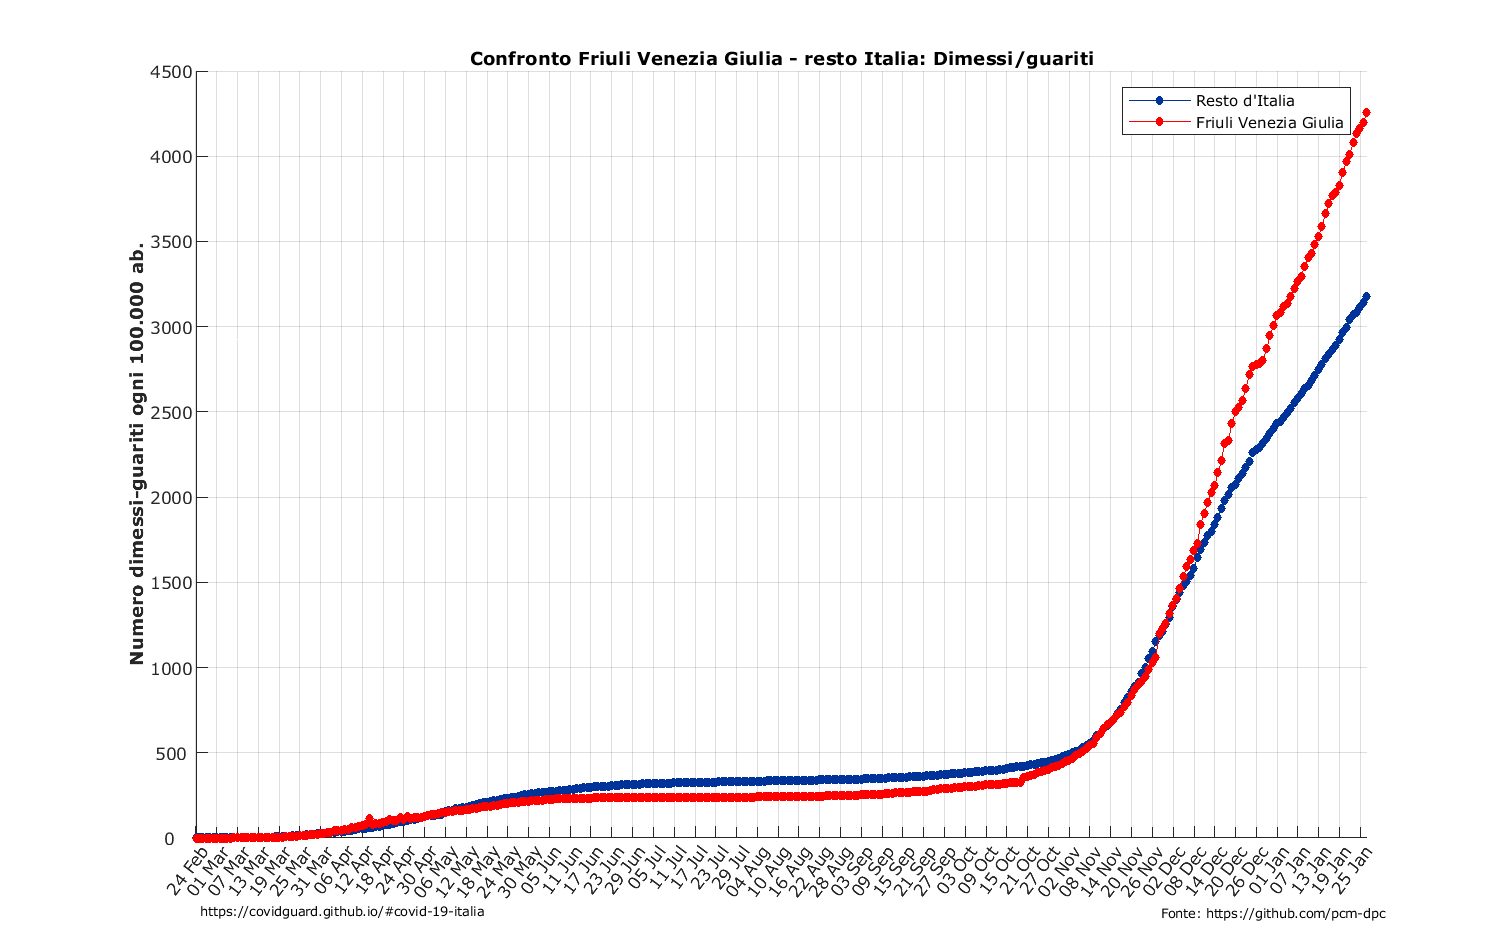 Confronto Friuli Venezia Giulia - resto Italia: Dimessi/guariti
Resto d'Italia
Friuli Venezia Giulia
Numero dimessi-guariti ogni 100.000 ab.
4500
4000
3500
3000
2500
2000
1500
1000
500
0
24 Feb
01 Mar
07 Mar
13 Mar
19 Mar
25 Mar
31 Mar
06 Apr
12 Apr
18 Apr
24 Apr
30 Apr
06 May
12 May
18 May
24 May
30 May
05 Jun
11 Jun
17 Jun
23 Jun
29 Jun
05 Jul
11 Jul
17 Jul
23 Jul
29 Jul
04 Aug
10 Aug
16 Aug
22 Aug
28 Aug
03 Sep
09 Sep
15 Sep
21 Sep
27 Sep
03 Oct
09 Oct
15 Oct
21 Oct
27 Oct
02 Nov
08 Nov
14 Nov
20 Nov
26 Nov
02 Dec
08 Dec
14 Dec
20 Dec
26 Dec
01 Jan
07 Jan
13 Jan
19 Jan
25 Jan
https://covidguard.github.io/#covid-19-italia
Fonte: https://github.com/pcm-dpc